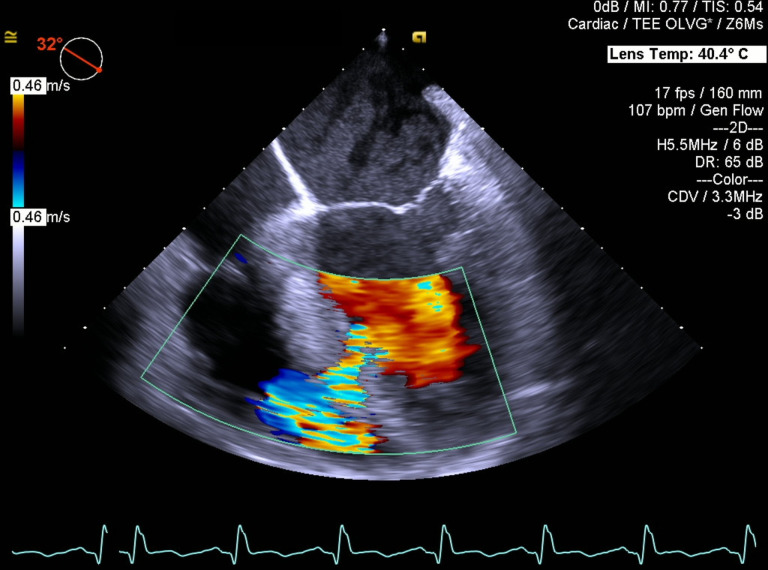 0dB / MI: 0.77 / TIS: 0.54
Cardiac / TEE OLVG* / Z6Ms
32°
Lens Temp: 40.4° C
0.46 m/s
17 fps / 160 mm
107 bpm / Gen Flow
---2D---
H5.5MHz / 6 dB
DR: 65 dB
---Color---
CDV / 3.3MHz
-3 dB
0.46 m/s